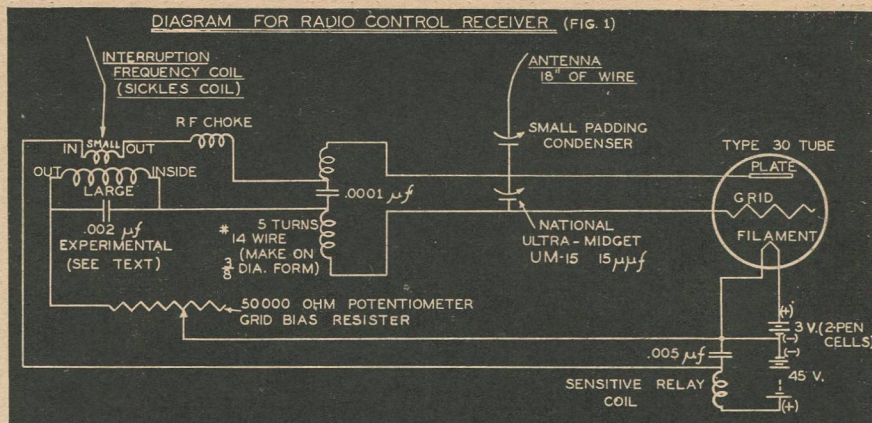 DIAGRAM FOR RADIO CONTROL RECEIVER (FIG. 1)
INTERRUPTION
FREQUENCY COIL
(SICKLES COIL)
ANTENNA
18" OF WIRE
R F CHOKE
SMALL PADDING
CONDENSER
TYPE 30 TUBE
IN SMALL OUT
PLATE
OUT INSIDE
LARGE
.0001 µf
GRID
.002 µf
EXPERIMENTAL
(SEE TEXT)
* 5 TURNS
14 WIRE
(MAKE ON
3/8 DIA. FORM)
NATIONAL
ULTRA-MIDGET
UM-15 15 µµf
FILAMENT
50000 OHM POTENTIOMETER
GRID BIAS RESISTER
(+)
3 V. (2-PEN
CELLS)
(-)
(-)
.005 µf
45 V.
SENSITIVE RELAY
COIL
(+)